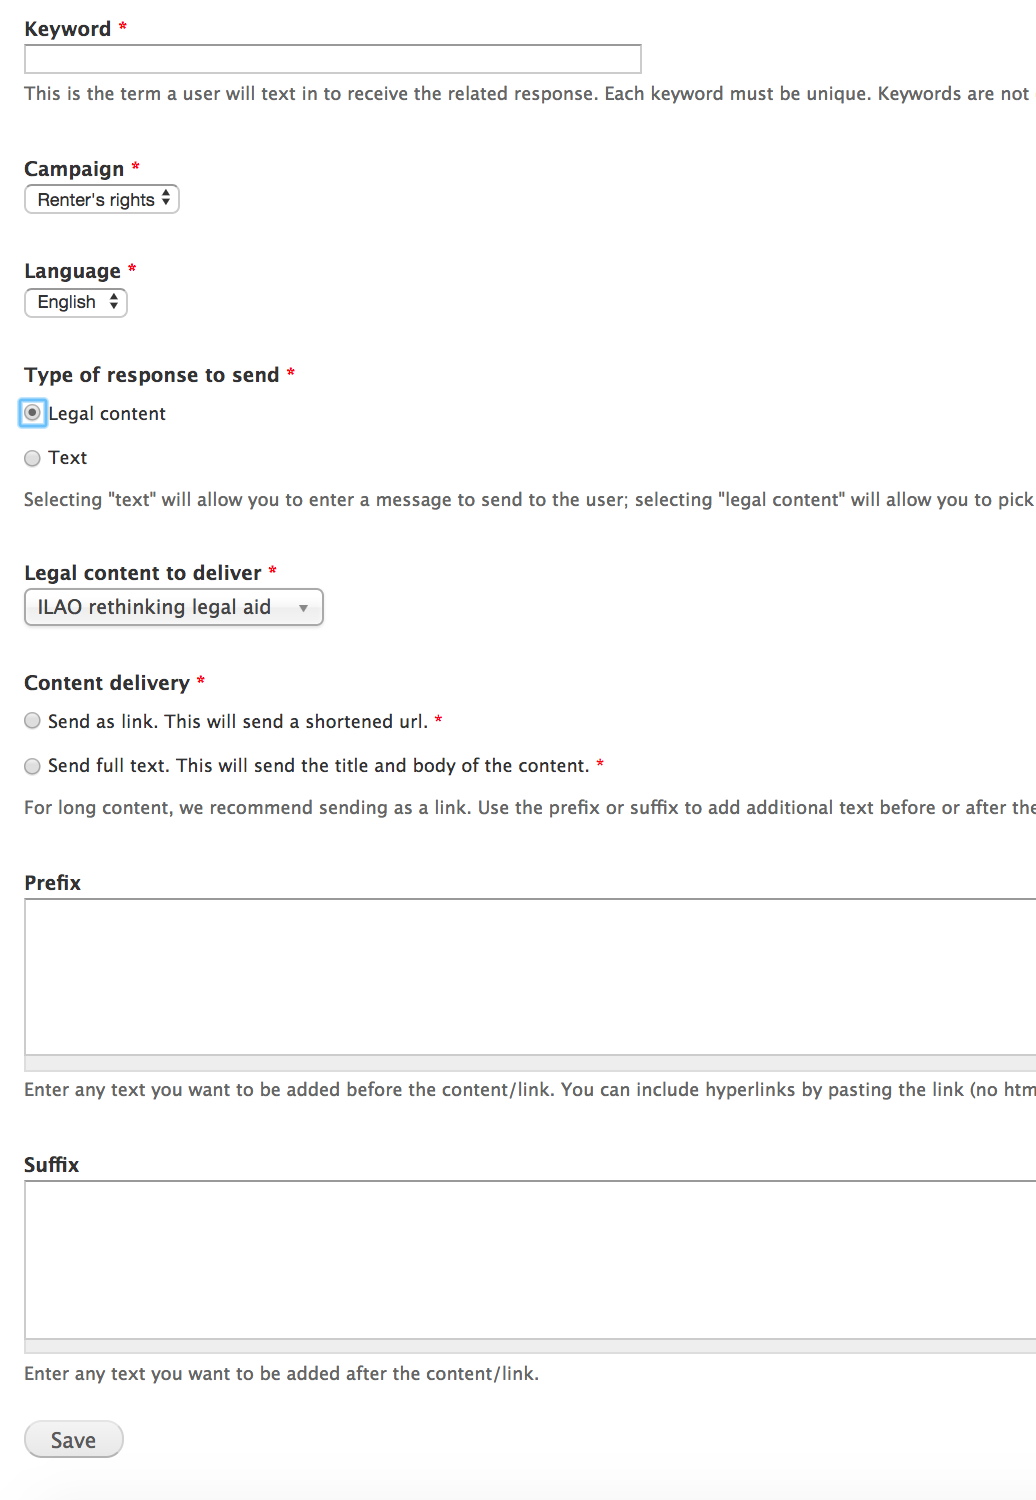 Keyword *
This is the term a user will text in to receive the related response. Each keyword must be unique. Keywords are not
Campaign *
Renter's rights
Language *
English
Type of response to send *
Legal content
Text
Selecting "text" will allow you to enter a message to send to the user; selecting "legal content" will allow you to pick
Legal content to deliver *
ILAO rethinking legal aid
Content delivery *
Send as link. This will send a shortened url. *
Send full text. This will send the title and body of the content. *
For long content, we recommend sending as a link. Use the prefix or suffix to add additional text before or after the
Prefix
Enter any text you want to be added before the content/link. You can include hyperlinks by pasting the link (no htm
Suffix
Enter any text you want to be added after the content/link.
Save